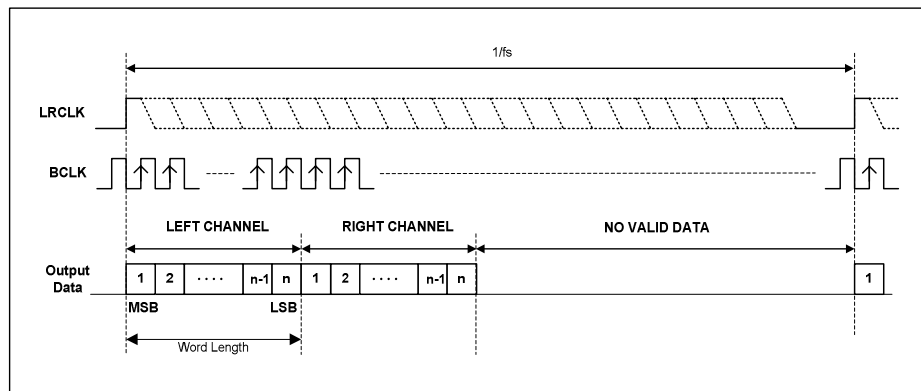 1/fs
LRCLK
BCLK
LEFT CHANNEL RIGHT CHANNEL NO VALID DATA
Output Data 1 2 .... n-1 n 1 2 .... n-1 n 1
MSB LSB
Word Length